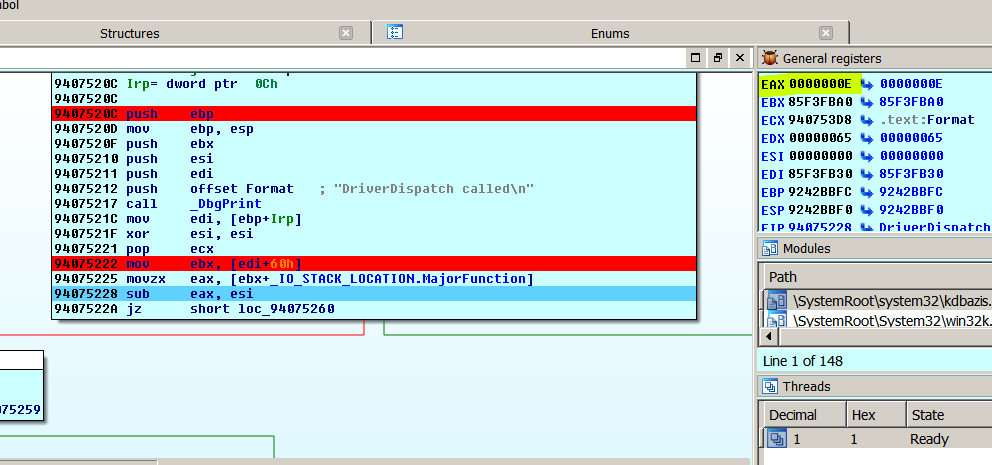 bol
Structures
Enums
9407520C Irp= dword ptr 0Ch
9407520C
9407520C push ebp
9407520D mov ebp, esp
9407520F push ebx
94075210 push esi
94075211 push edi
94075212 push offset Format ; "DriverDispatch called\n"
94075217 call _DbgPrint
9407521C mov edi, [ebp+Irp]
9407521F xor esi, esi
94075221 pop ecx
94075222 mov ebx, [edi+60h]
94075225 movzx eax, [ebx+_IO_STACK_LOCATION.MajorFunction]
94075228 sub eax, esi
9407522A jz short loc_94075260
075259
General registers
EAX 0000000E 0000000E
EBX 85F3FBA0 85F3FBA0
ECX 940753D8 .text:Format
EDX 00000065 00000065
ESI 00000000 00000000
EDI 85F3FB30 85F3FB30
EBP 9242BBFC 9242BBFC
ESP 9242BBF0 9242BBF0
EIP 94075228 DriverDispatch
Modules
Path
\SystemRoot\system32\kdbazis.
\SystemRoot\System32\win32k.
Line 1 of 148
Threads
Decimal Hex State
1 1 Ready